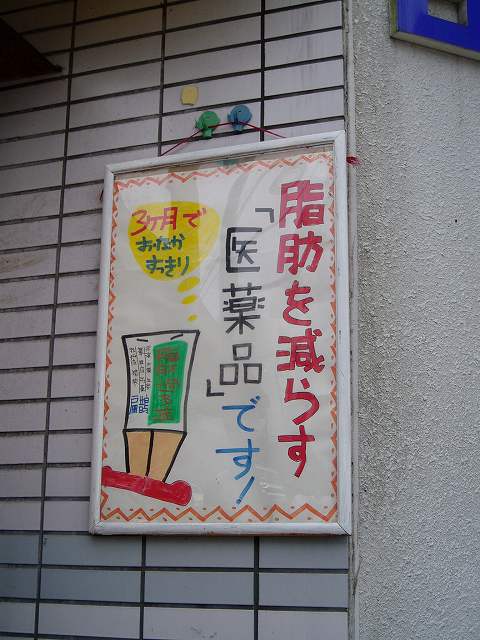 脂肪を減らす
「医薬品」
です!
3ヶ月で
おなか
すっきり